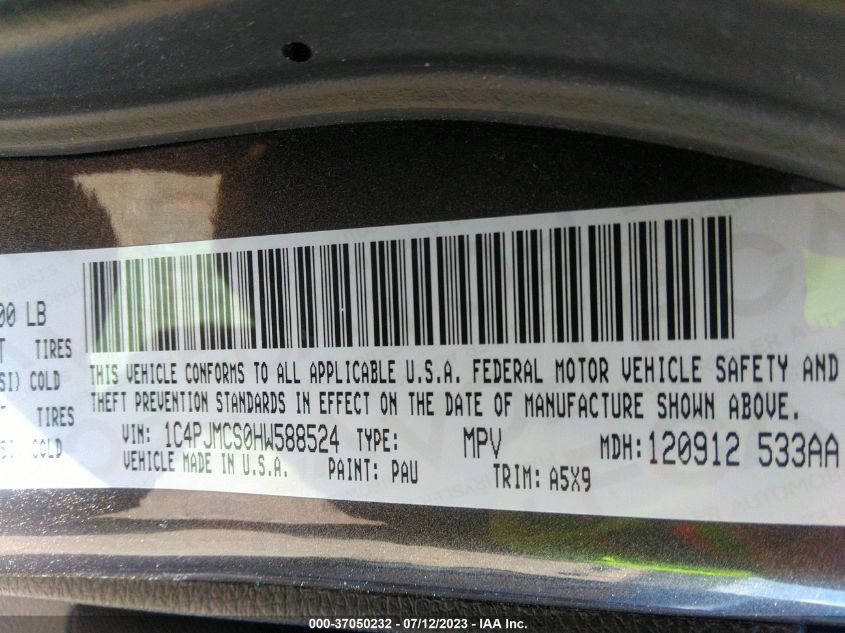 00 LB
T TIRES
SI) COLD
T TIRES
SI) COLD
THIS VEHICLE CONFORMS TO ALL APPLICABLE U.S.A. FEDERAL MOTOR VEHICLE SAFETY AND
THEFT PREVENTION STANDARDS IN EFFECT ON THE DATE OF MANUFACTURE SHOWN ABOVE.
VIN: 1C4PJMCS0HW588524 TYPE: MPV MDH: 120912 533AA
VEHICLE MADE IN U.S.A. PAINT: PAU TRIM: A5X9
000-37050232 - 07/12/2023 - IAA Inc.